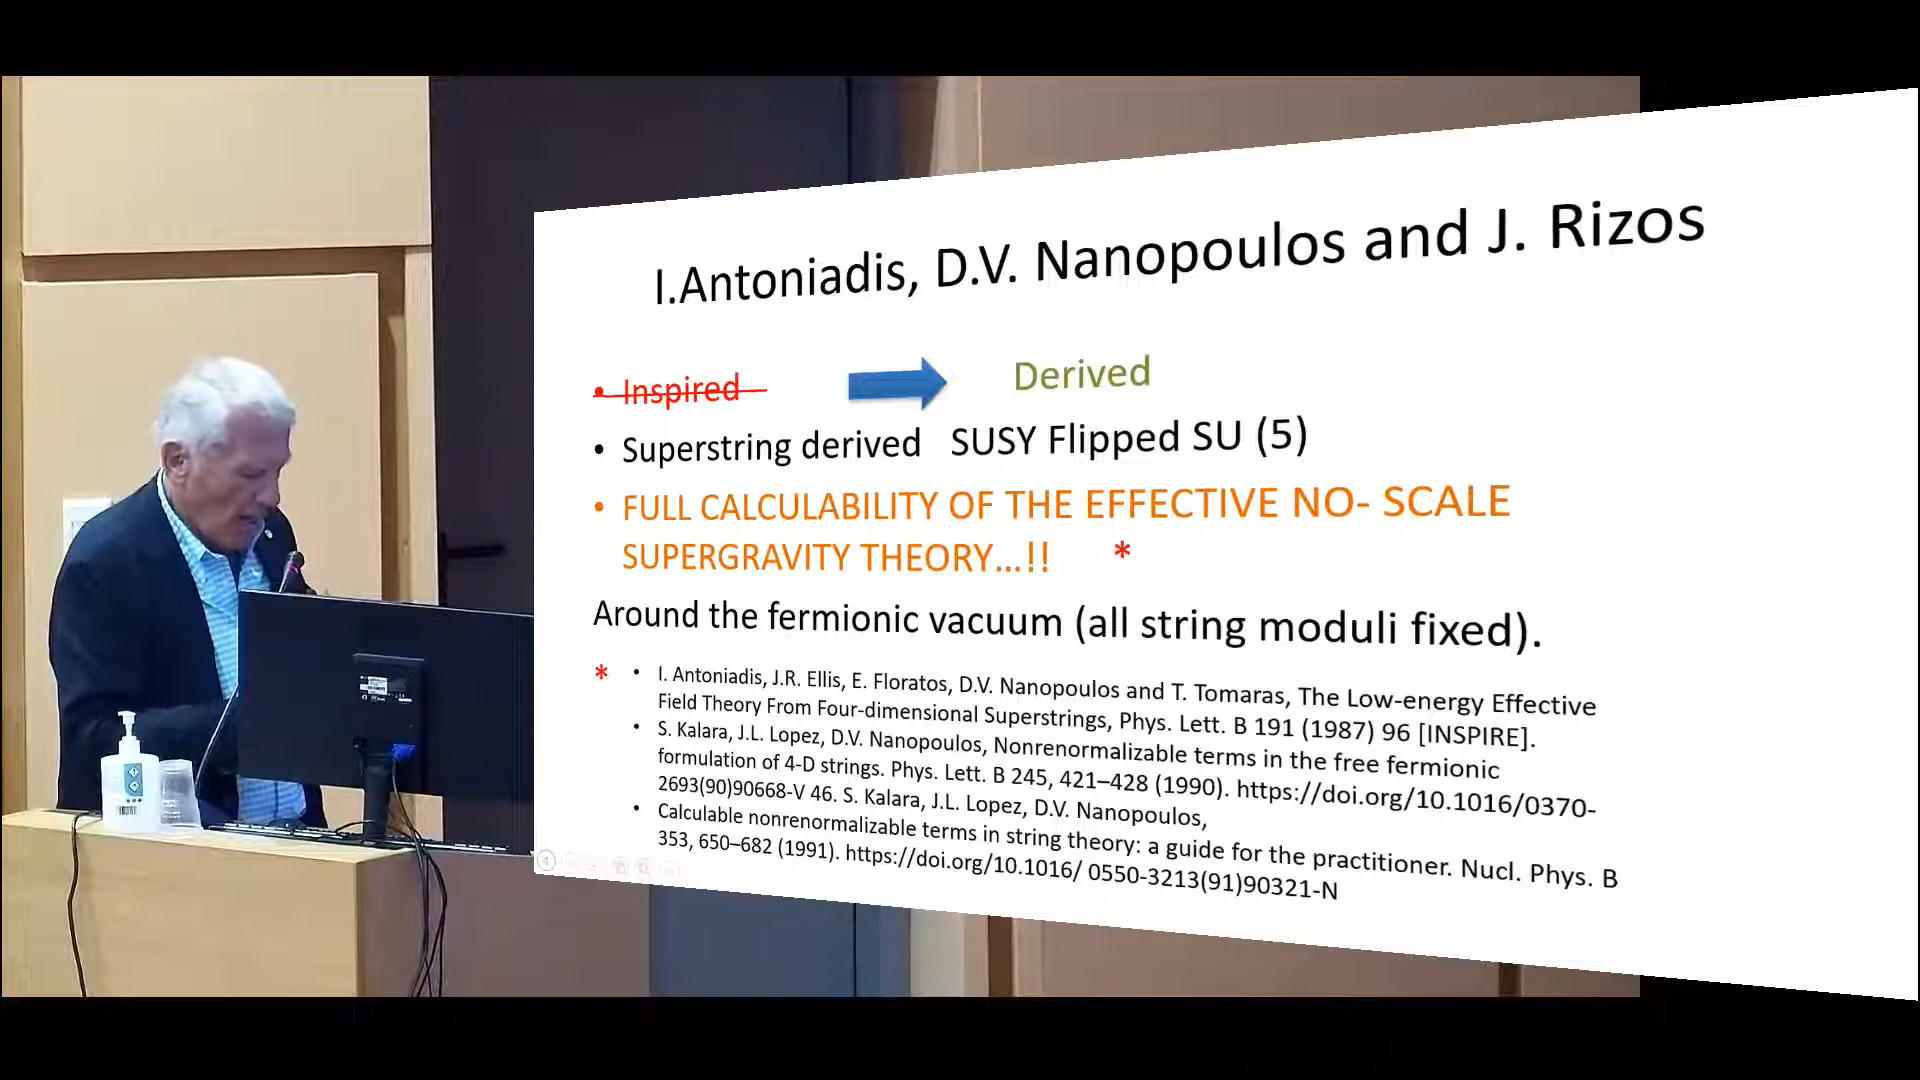 I.Antoniadis, D.V. Nanopoulos and J. Rizos
• Inspired Derived
• Superstring derived SUSY Flipped SU (5)
• FULL CALCULABILITY OF THE EFFECTIVE NO- SCALE
SUPERGRAVITY THEORY...!! *
Around the fermionic vacuum (all string moduli fixed).
* • I. Antoniadis, J.R. Ellis, E. Floratos, D.V. Nanopoulos and T. Tomaras, The Low-energy Effective
Field Theory From Four-dimensional Superstrings, Phys. Lett. B 191 (1987) 96 [INSPIRE].
• S. Kalara, J.L. Lopez, D.V. Nanopoulos, Nonrenormalizable terms in the free fermionic
formulation of 4-D strings. Phys. Lett. B 245, 421–428 (1990). https://doi.org/10.1016/0370-
2693(90)90668-V 46. S. Kalara, J.L. Lopez, D.V. Nanopoulos,
• Calculable nonrenormalizable terms in string theory: a guide for the practitioner. Nucl. Phys. B
353, 650–682 (1991). https://doi.org/10.1016/ 0550-3213(91)90321-N